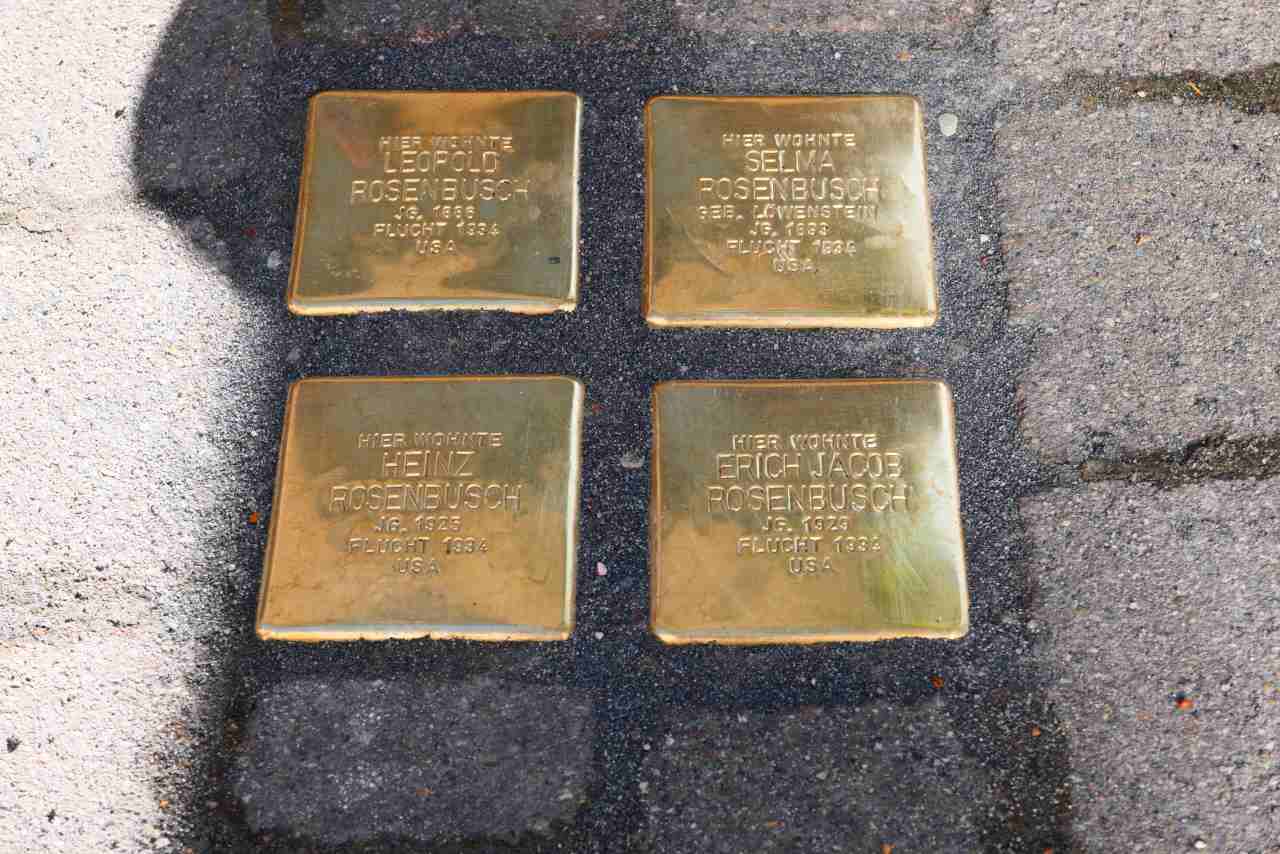 HIER WOHNTE
LEOPOLD
ROSENBUSCH
JG. 1886
FLUCHT 1934
USA
HIER WOHNTE
SELMA
ROSENBUSCH
GEB. LÖWENSTEIN
JG. 1893
FLUCHT 1934
USA
HIER WOHNTE
HEINZ
ROSENBUSCH
JG. 1925
FLUCHT 1934
USA
HIER WOHNTE
ERICH JACOB
ROSENBUSCH
JG. 1929
FLUCHT 1934
USA